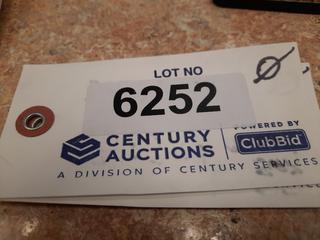 LOT NO
6252
CENTURY
AUCTIONS
POWERED BY
ClubBid
A DIVISION OF CENTURY SERVICES